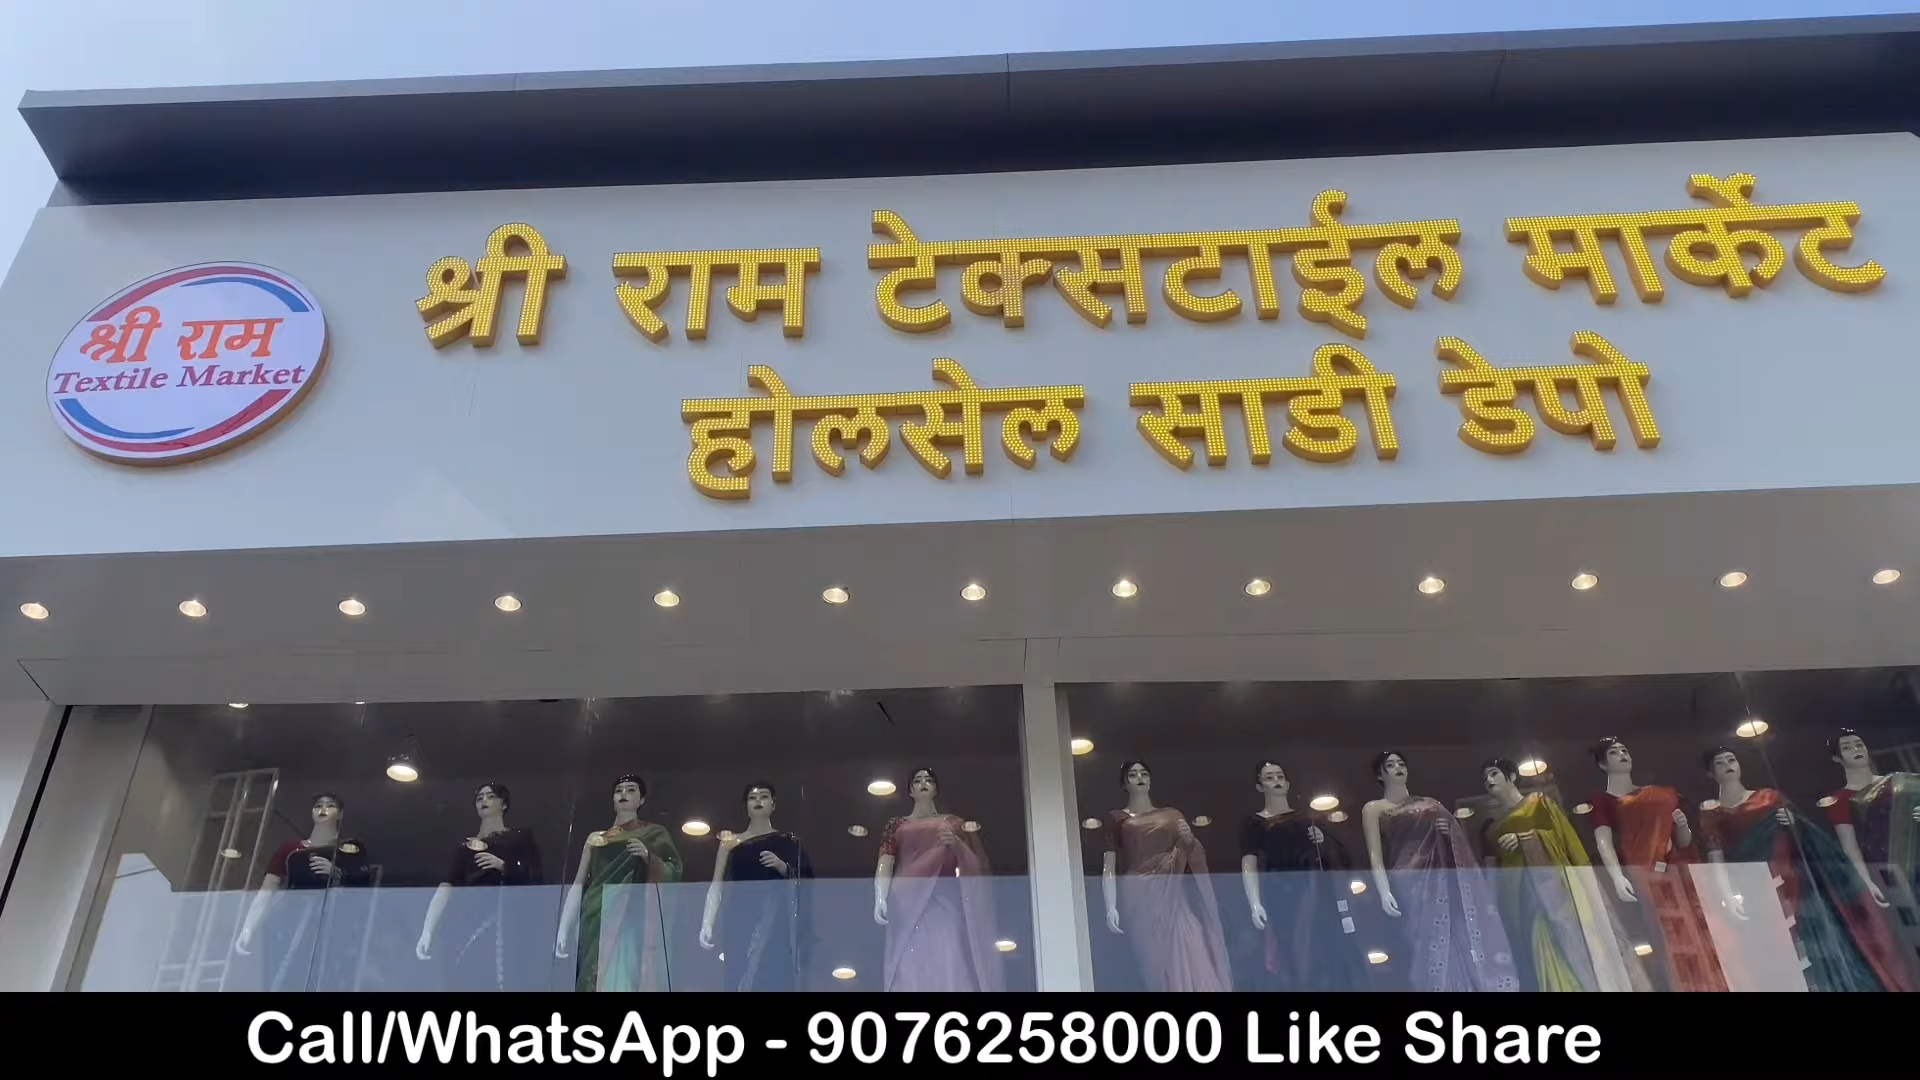 श्री राम टेक्सटाईल मार्केट
होलसेल साडी डेपो
श्री राम
Textile Market
Call/WhatsApp - 9076258000 Like Share